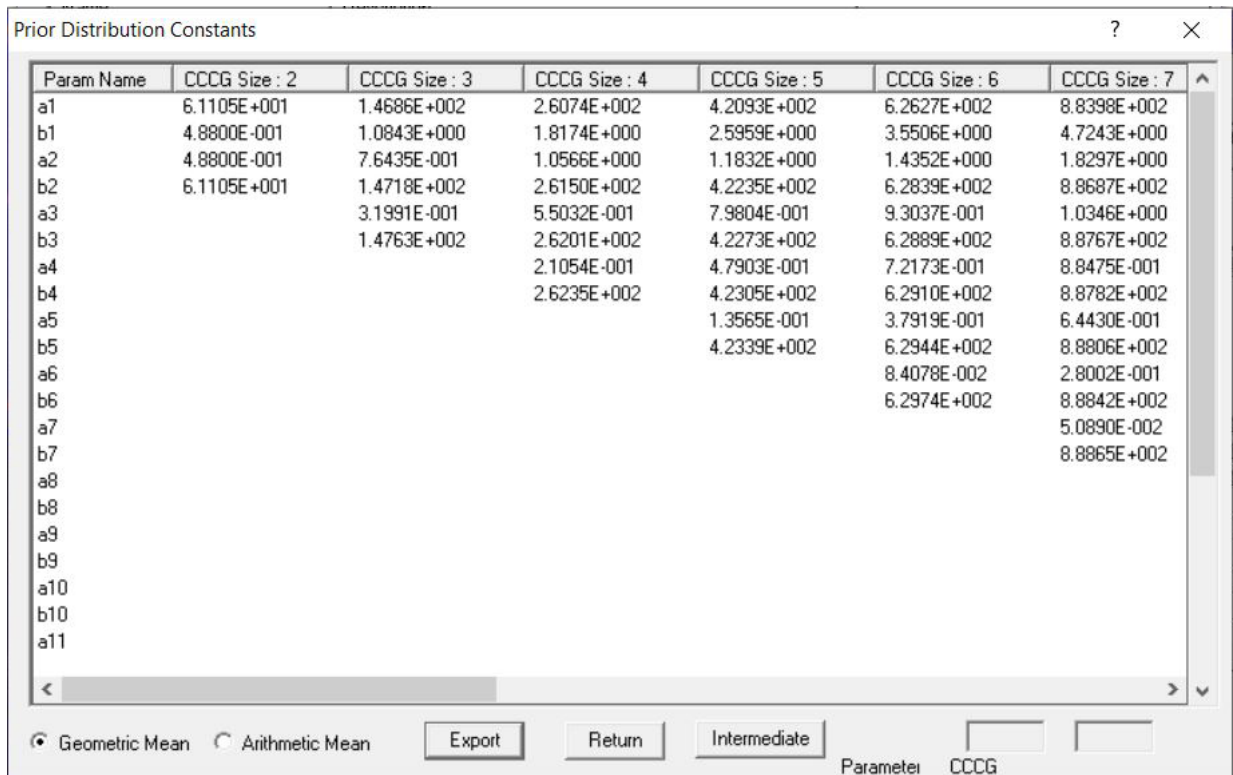 Prior Distribution Constants ?
Param Name CCCG Size : 2 CCCG Size : 3 CCCG Size : 4 CCCG Size : 5 CCCG Size : 6 CCCG Size : 7
a1 6.1105E+001 1.4686E+002 2.6074E+002 4.2093E+002 6.2627E+002 8.8398E+002
b1 4.8800E-001 1.0843E+000 1.8174E+000 2.5959E+000 3.5506E+000 4.7243E+000
a2 4.8800E-001 7.6435E-001 1.0566E+000 1.1832E+000 1.4352E+000 1.8297E+000
b2 6.1105E+001 1.4718E+002 2.6150E+002 4.2235E+002 6.2839E+002 8.8687E+002
a3 3.1991E-001 5.5032E-001 7.9804E-001 9.3037E-001 1.0346E+000
b3 1.4763E+002 2.6201E+002 4.2273E+002 6.2889E+002 8.8767E+002
a4 2.1054E-001 4.7903E-001 7.2173E-001 8.8475E-001
b4 2.6235E+002 4.2305E+002 6.2910E+002 8.8782E+002
a5 1.3565E-001 3.7919E-001 6.4430E-001
b5 4.2339E+002 6.2944E+002 8.8806E+002
a6 8.4078E-002 2.8002E-001
b6 6.2974E+002 8.8842E+002
a7 5.0890E-002
b7 8.8865E+002
a8
b8
a9
b9
a10
b10
a11
Geometric Mean Arithmetic Mean Export Return Intermediate
Parameter CCCG